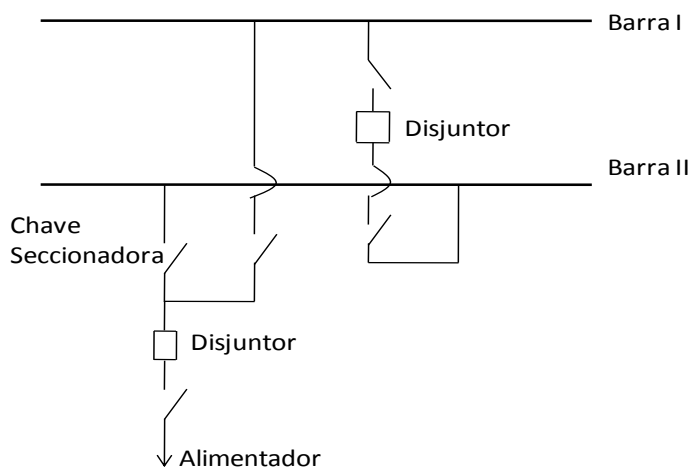 Barra I
Disjuntor
Barra II
Chave
Seccionadora
Disjuntor
Alimentador